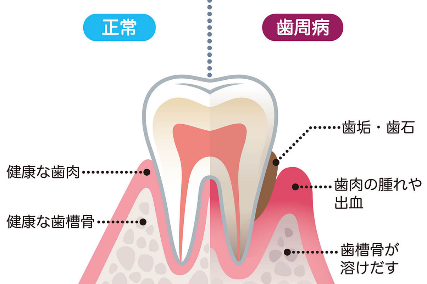 正常
歯周病
歯垢・歯石
健康な歯肉
歯肉の腫れや
出血
健康な歯槽骨
歯槽骨が
溶けだす